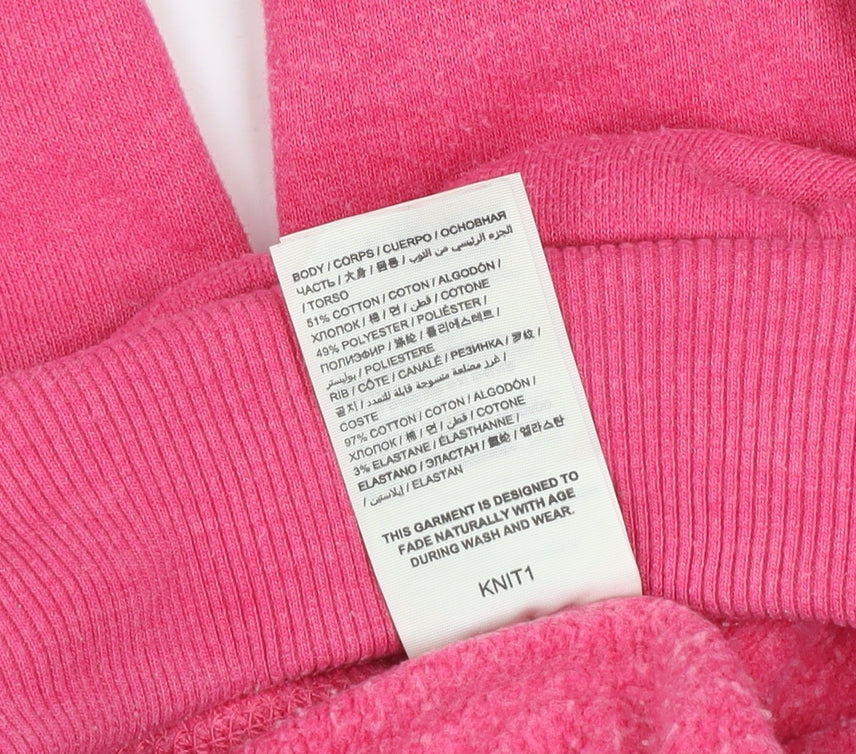 BODY / CORPS / CUERPO / ОСНОВНАЯ
ЧАСТЬ / 大身 / 몸통 / الجزء الرئيسي من الثوب
/ TORSO
51% COTTON / COTON / ALGODÓN /
ХЛОПОК / 棉 / 면 / قطن / COTONE
49% POLYESTER / POLIÉSTER /
ПОЛИЭФИР / 涤纶 / 폴리에스테르 /
بوليستر / POLIESTERE
RIB / CÔTE / CANALÉ / РЕЗИНКА / 罗纹 /
골지 / غرز مضلعة منسوجة قابلة للتمدد /
COSTE
97% COTTON / COTON / ALGODÓN /
ХЛОПОК / 棉 / 면 / قطن / COTONE
3% ELASTANE / ÉLASTHANNE /
ELASTANO / ЭЛАСТАН / 氨纶 / 엘라스탄
/ إيلاستين / ELASTAN
THIS GARMENT IS DESIGNED TO
FADE NATURALLY WITH AGE
DURING WASH AND WEAR.
KNIT1